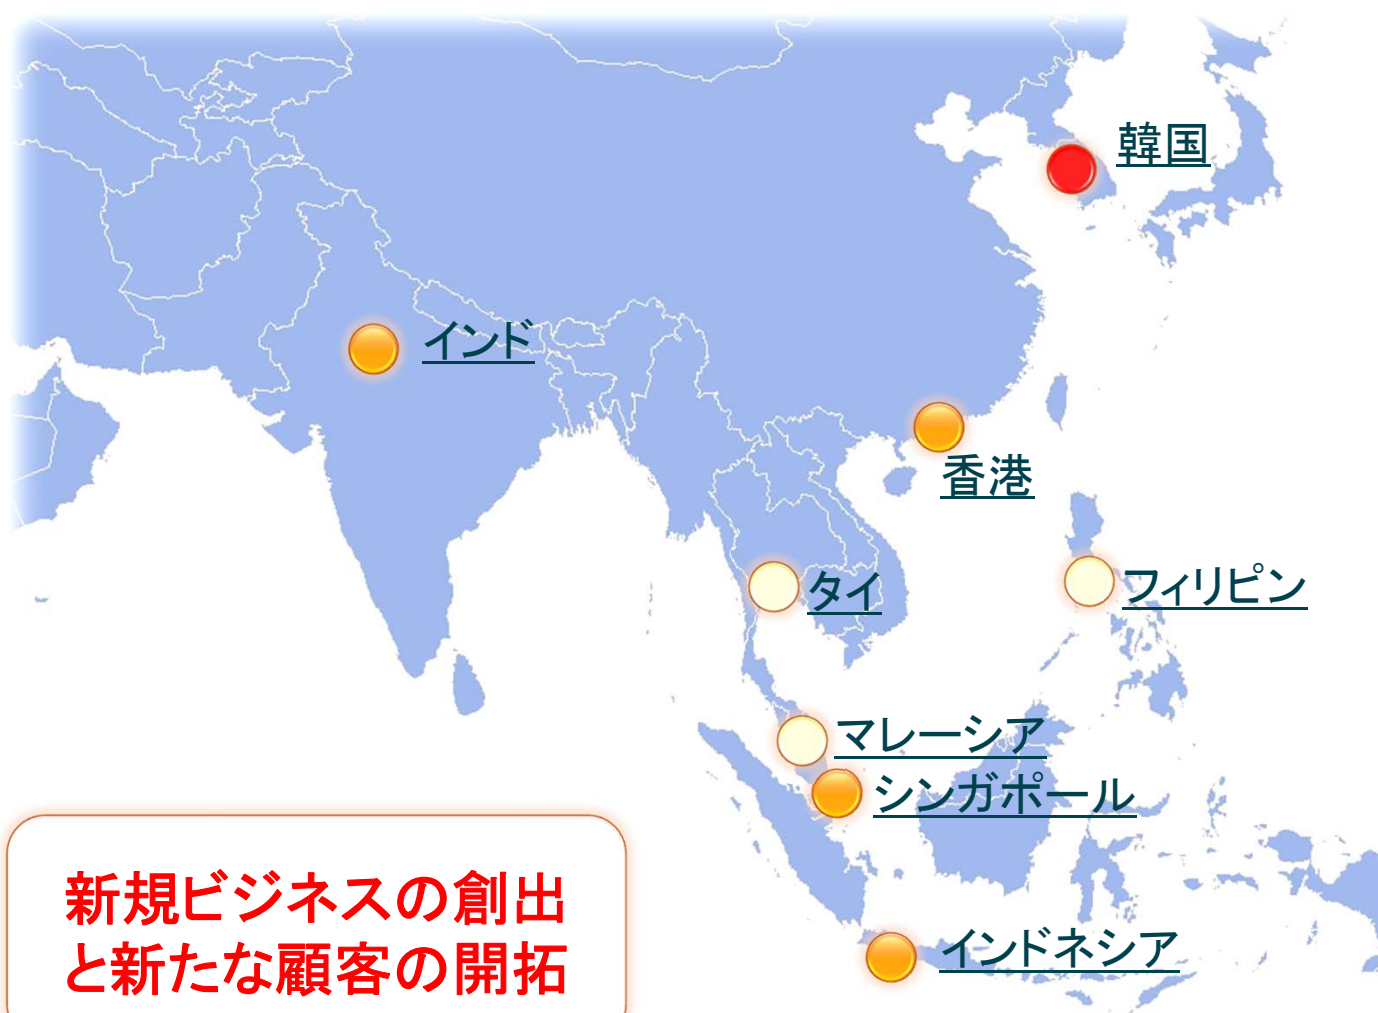 韓国
インド
香港
タイ
フィリピン
マレーシア
シンガポール
インドネシア
新規ビジネスの創出
と新たな顧客の開拓